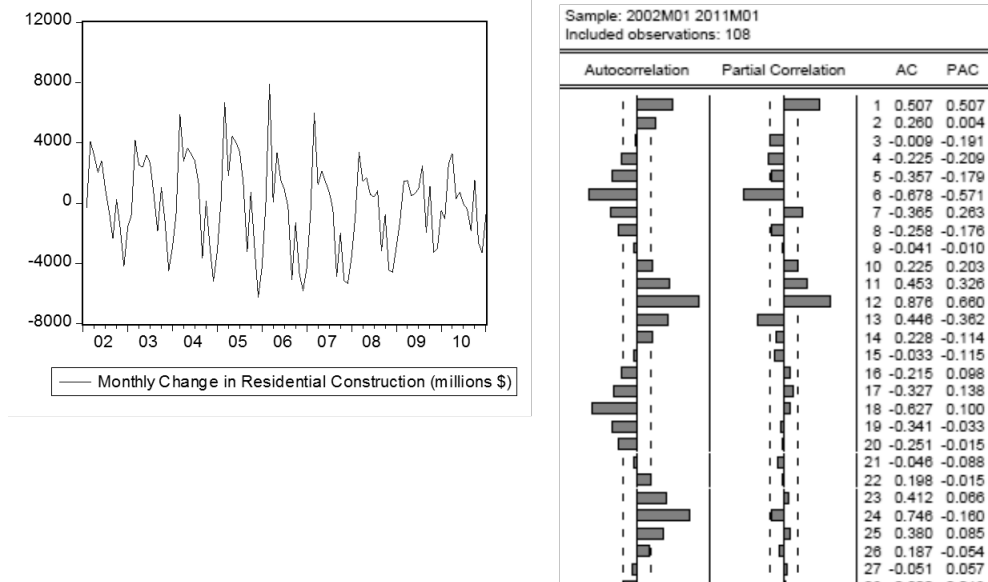 12000
8000
4000
0
-4000
-8000
02 03 04 05 06 07 08 09 10
Monthly Change in Residential Construction (millions $)
Sample: 2002M01 2011M01
Included observations: 108
Autocorrelation Partial Correlation AC PAC
1 0.507 0.507
2 0.260 0.004
3 -0.009 -0.191
4 -0.225 -0.209
5 -0.357 -0.179
6 -0.678 -0.571
7 -0.365 0.263
8 -0.258 -0.176
9 -0.041 -0.010
10 0.225 0.203
11 0.453 0.326
12 0.876 0.660
13 0.446 -0.362
14 0.228 -0.114
15 -0.033 -0.115
16 -0.215 0.098
17 -0.327 0.138
18 -0.627 0.100
19 -0.341 -0.033
20 -0.251 -0.015
21 -0.046 -0.088
22 0.198 -0.015
23 0.412 0.066
24 0.746 -0.160
25 0.380 0.085
26 0.187 -0.054
27 -0.051 0.057